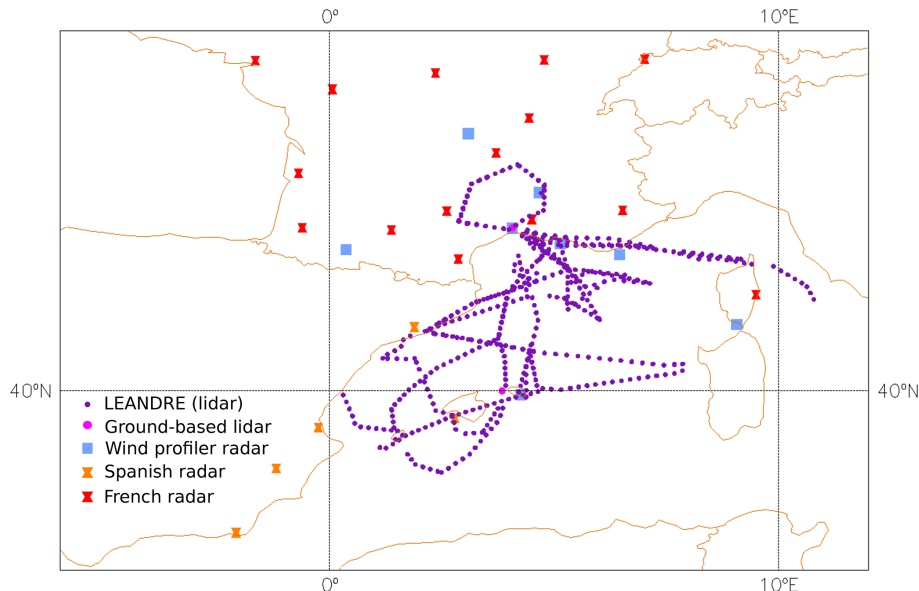 0° 10°E
40°N 40°N
LEANDRE (lidar)
Ground-based lidar
Wind profiler radar
Spanish radar
French radar
0° 10°E